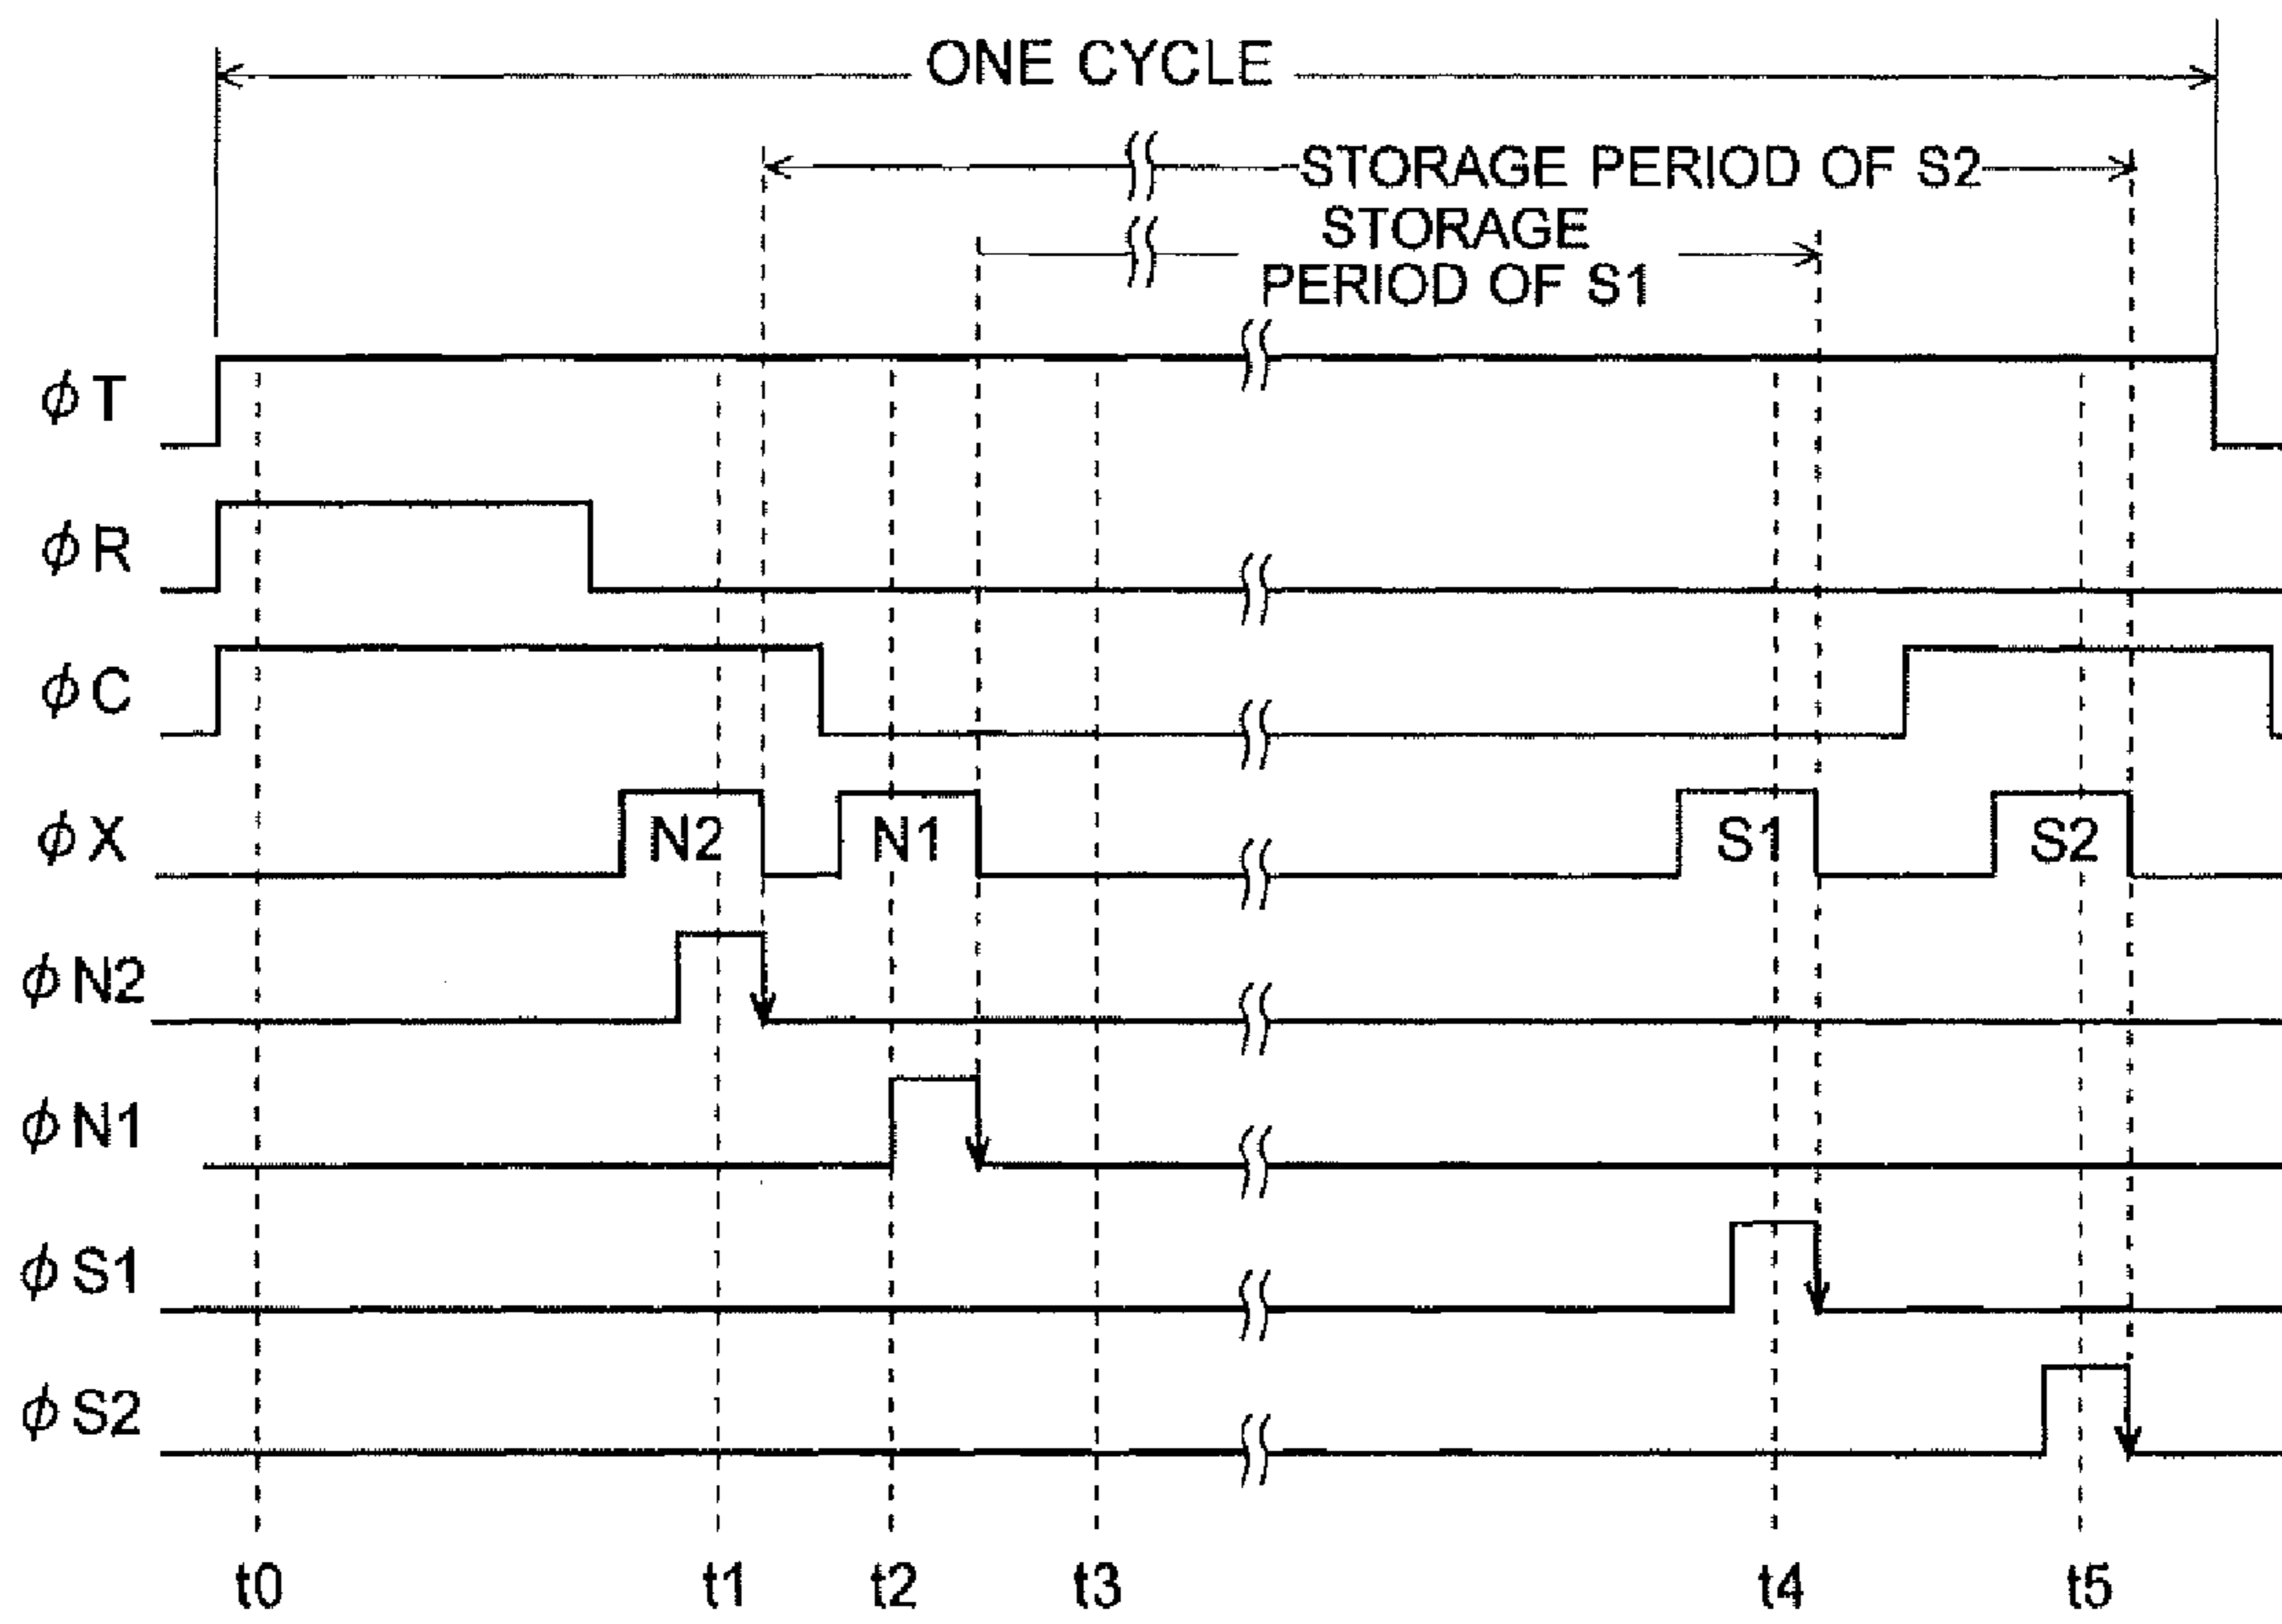 ONE CYCLE
STORAGE PERIOD OF S2
STORAGE
PERIOD OF S1
ϕT
ϕR
ϕC
ϕX
N2
N1
S1
S2
ϕN2
ϕN1
ϕS1
ϕS2
t0
t1
t2
t3
t4
t5